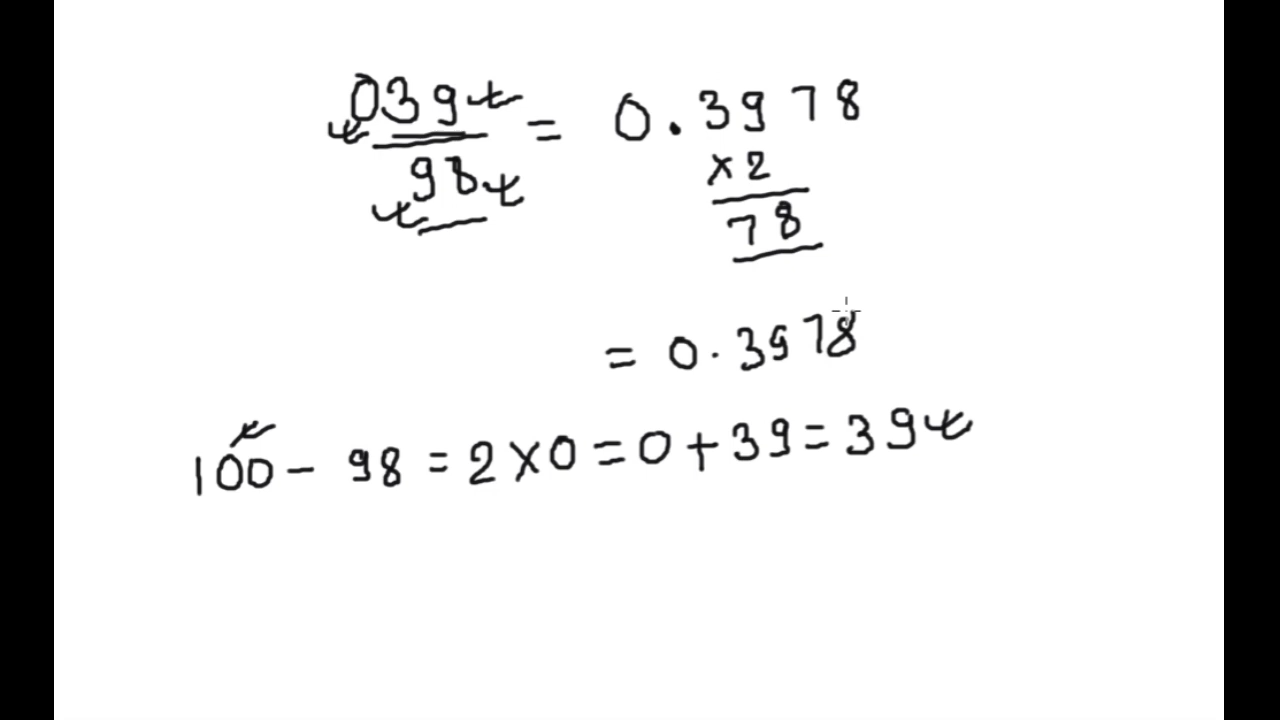 039 = 0.3978
98 × 2
78
= 0.3978
100 - 98 = 2 × 0 = 0 + 39 = 39